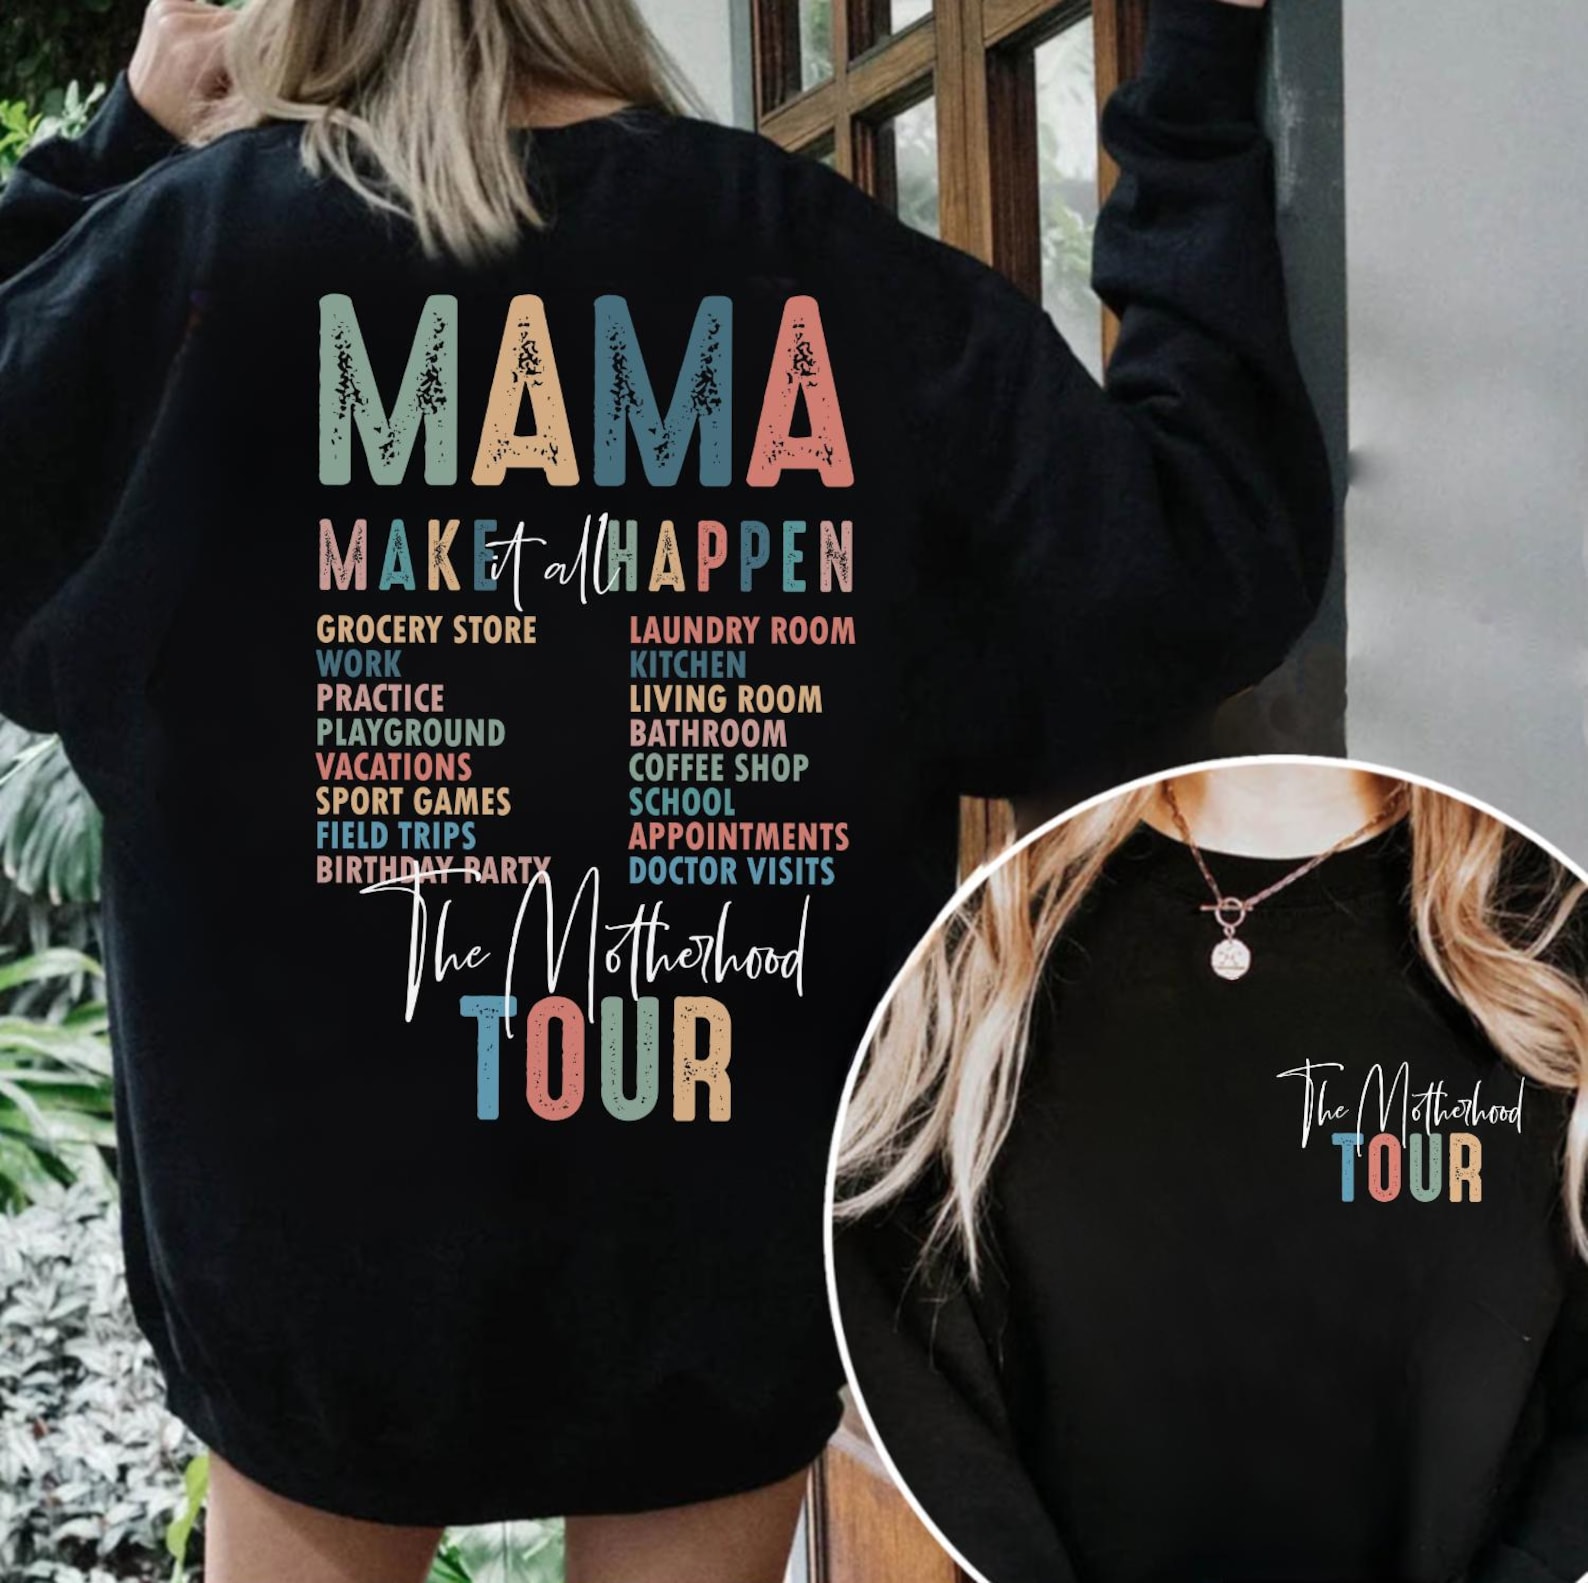 MAMA
MAKE it all HAPPEN
GROCERY STORE
WORK
PRACTICE
PLAYGROUND
VACATIONS
SPORT GAMES
FIELD TRIPS
BIRTHDAY PARTY
LAUNDRY ROOM
KITCHEN
LIVING ROOM
BATHROOM
COFFEE SHOP
SCHOOL
APPOINTMENTS
DOCTOR VISITS
The Motherhood
TOUR
The Motherhood
TOUR